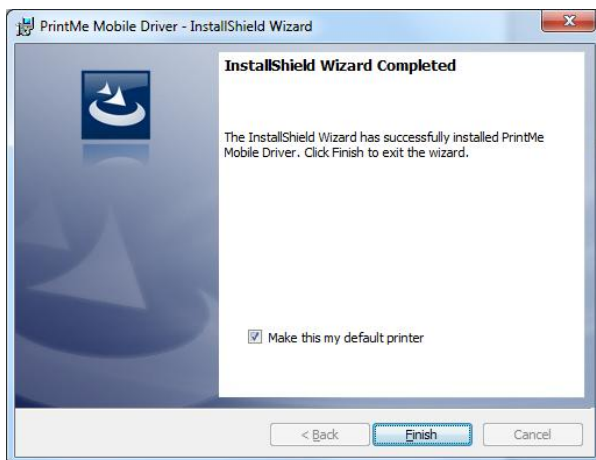 PrintMe Mobile Driver - InstallShield Wizard
InstallShield Wizard Completed
The InstallShield Wizard has successfully installed PrintMe
Mobile Driver. Click Finish to exit the wizard.
Make this my default printer
< Back
Finish
Cancel